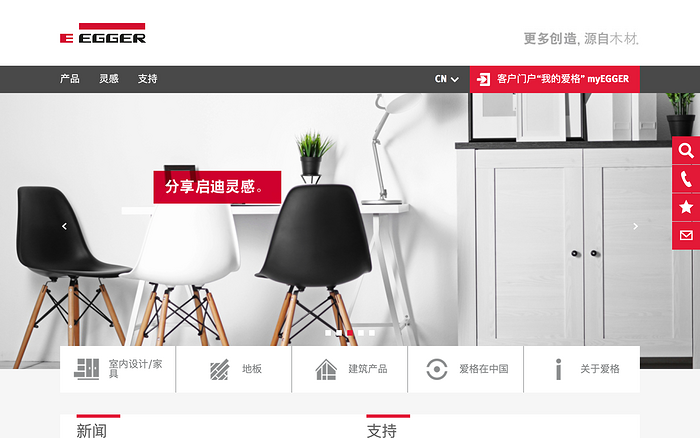 E EGGER
更多创造, 源自木材.
产品 灵感 支持 CN 客户门户“我的爱格” myEGGER
分享启迪灵感。
室内设计/家
具
地板
建筑产品
爱格在中国
关于爱格
新闻
支持